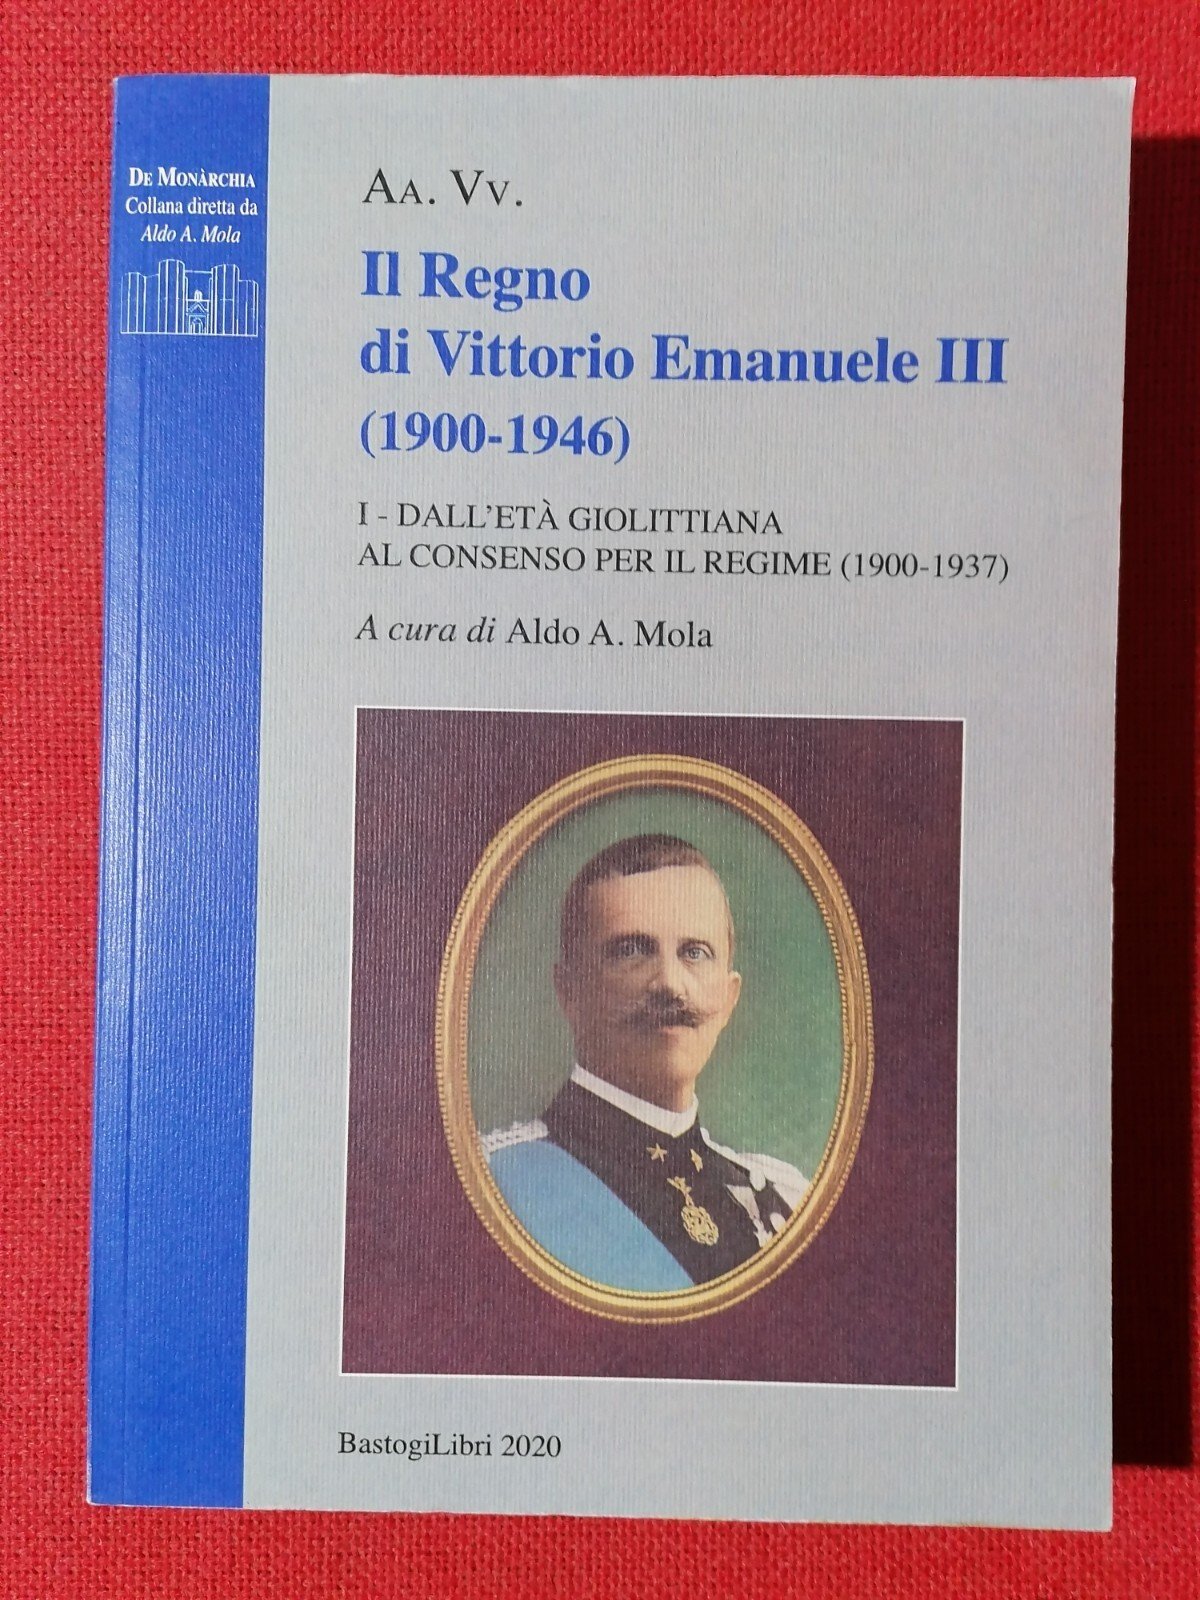 DE MONÀRCHIA
Collana diretta da
Aldo A. Mola
AA. VV.
Il Regno
di Vittorio Emanuele III
(1900-1946)
I - DALL'ETÀ GIOLITTIANA
AL CONSENSO PER IL REGIME (1900-1937)
A cura di Aldo A. Mola
BastogiLibri 2020